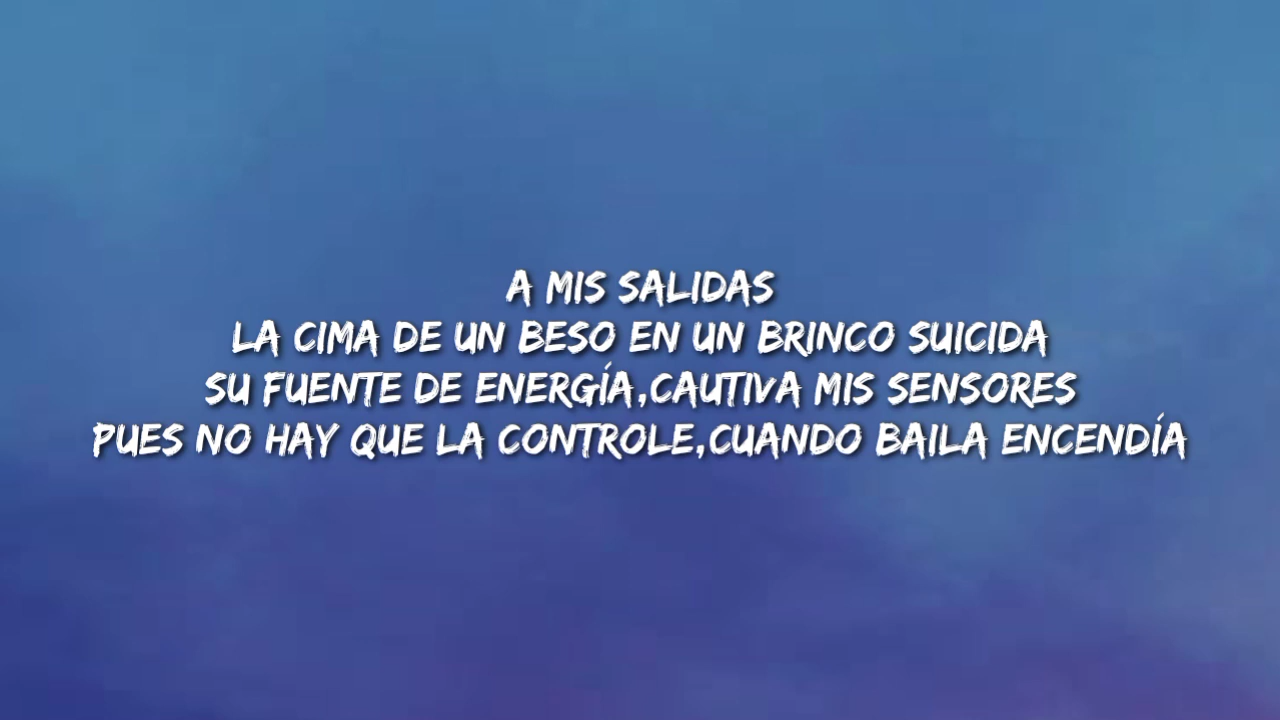 A MIS SALIDAS
LA CIMA DE UN BESO EN UN BRINCO SUICIDA
SU FUENTE DE ENERGÍA,CAUTIVA MIS SENSORES
PUES NO HAY QUE LA CONTROLE,CUANDO BAILA ENCENDÍA